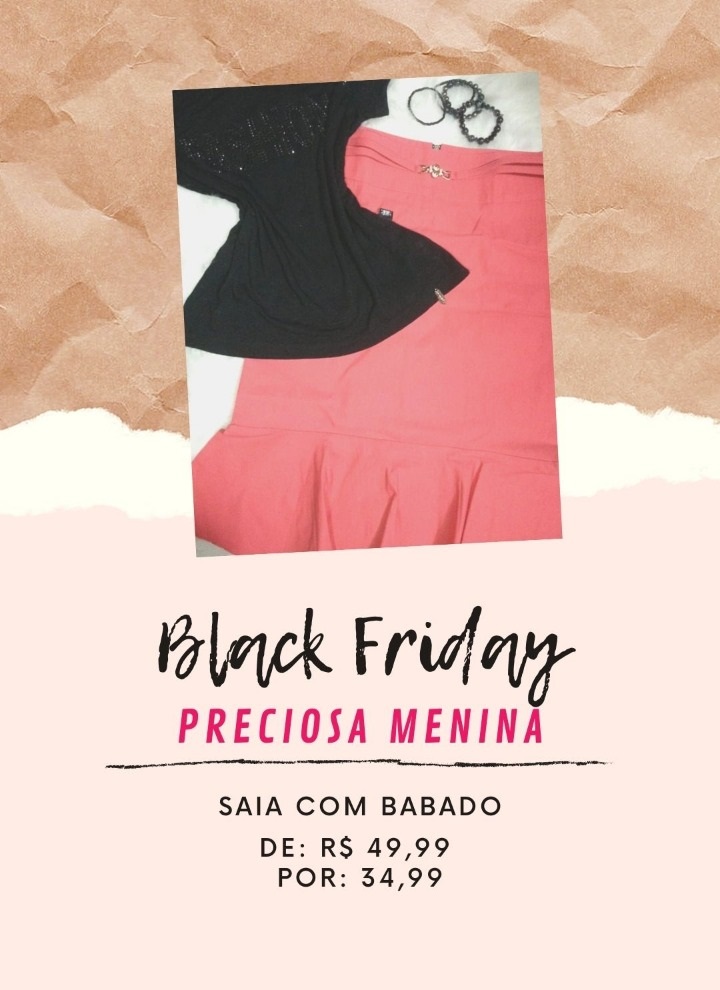 Black Friday
PRECIOSA MENINA
SAIA COM BABADO
DE: R$ 49,99
POR: 34,99